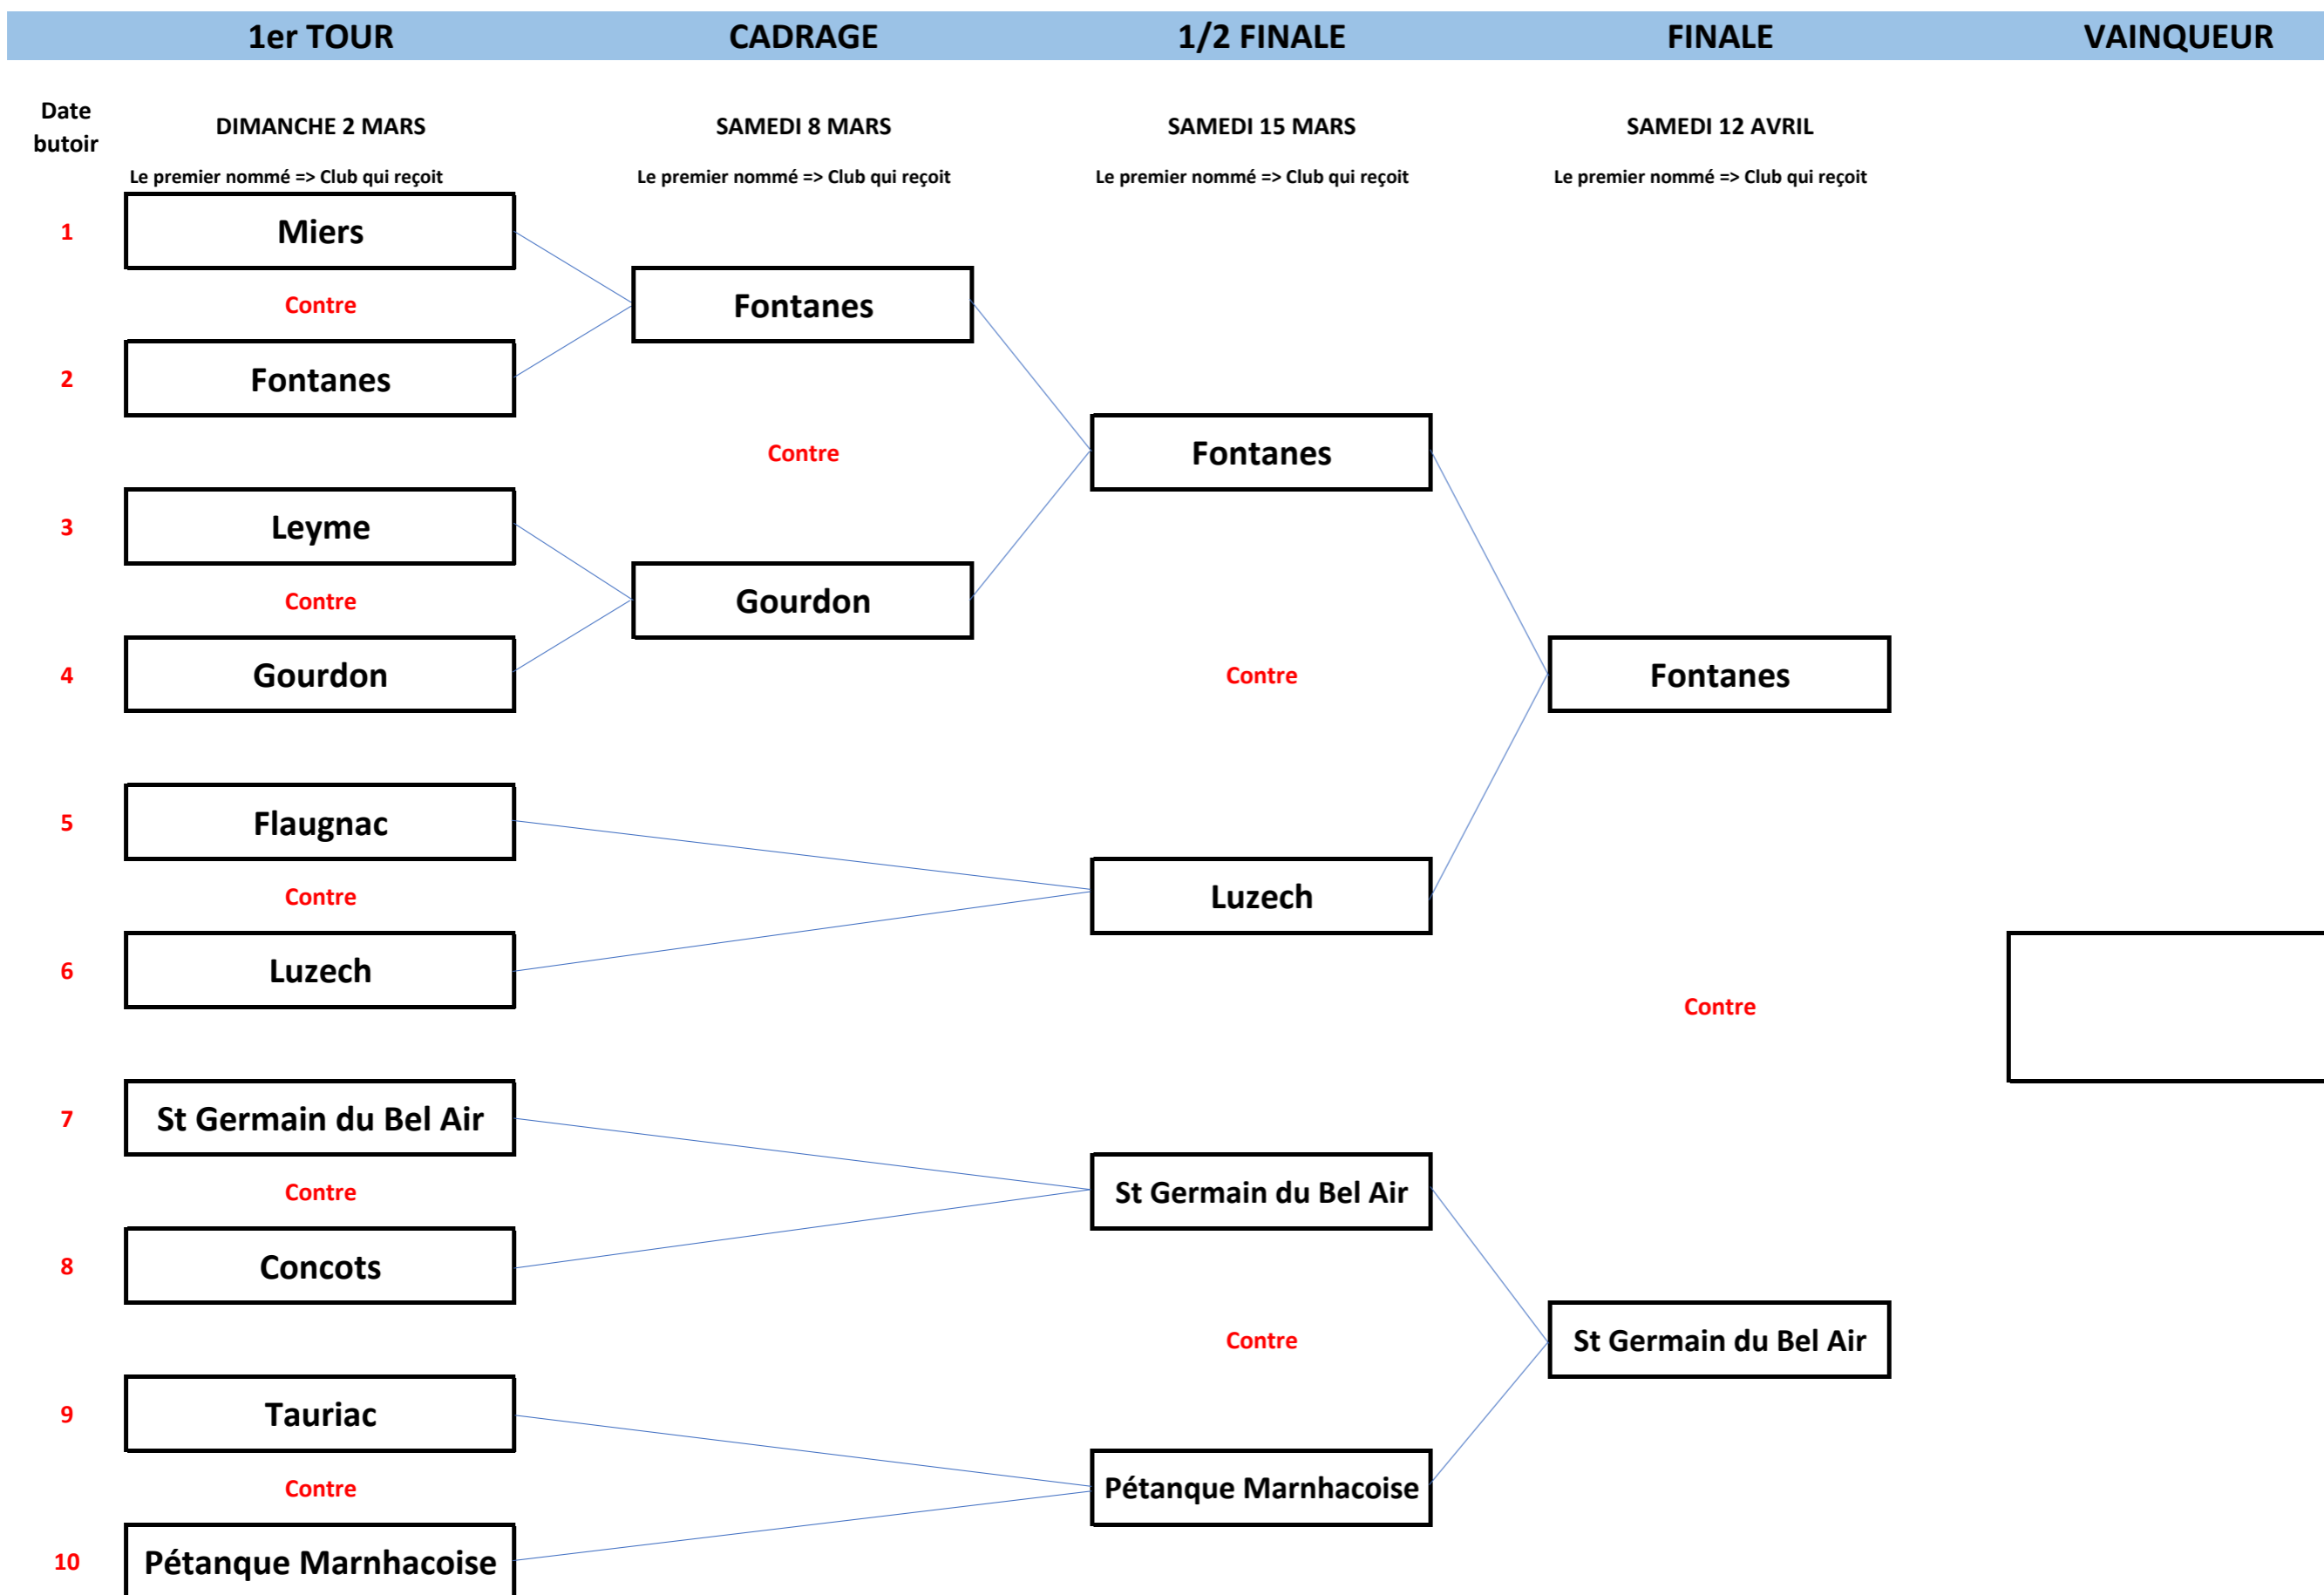 1er TOUR CADRAGE 1/2 FINALE FINALE VAINQUEUR
Date
butoir
DIMANCHE 2 MARS SAMEDI 8 MARS SAMEDI 15 MARS SAMEDI 12 AVRIL
Le premier nommé => Club qui reçoit Le premier nommé => Club qui reçoit Le premier nommé => Club qui reçoit Le premier nommé => Club qui reçoit
1 Miers
Contre Fontanes
2 Fontanes
Contre Fontanes
3 Leyme
Contre Gourdon
4 Gourdon Contre Fontanes
5 Flaugnac
Contre Luzech
6 Luzech
Contre
7 St Germain du Bel Air
Contre St Germain du Bel Air
8 Concots
Contre St Germain du Bel Air
9 Tauriac
Contre Pétanque Marnhacoise
10 Pétanque Marnhacoise